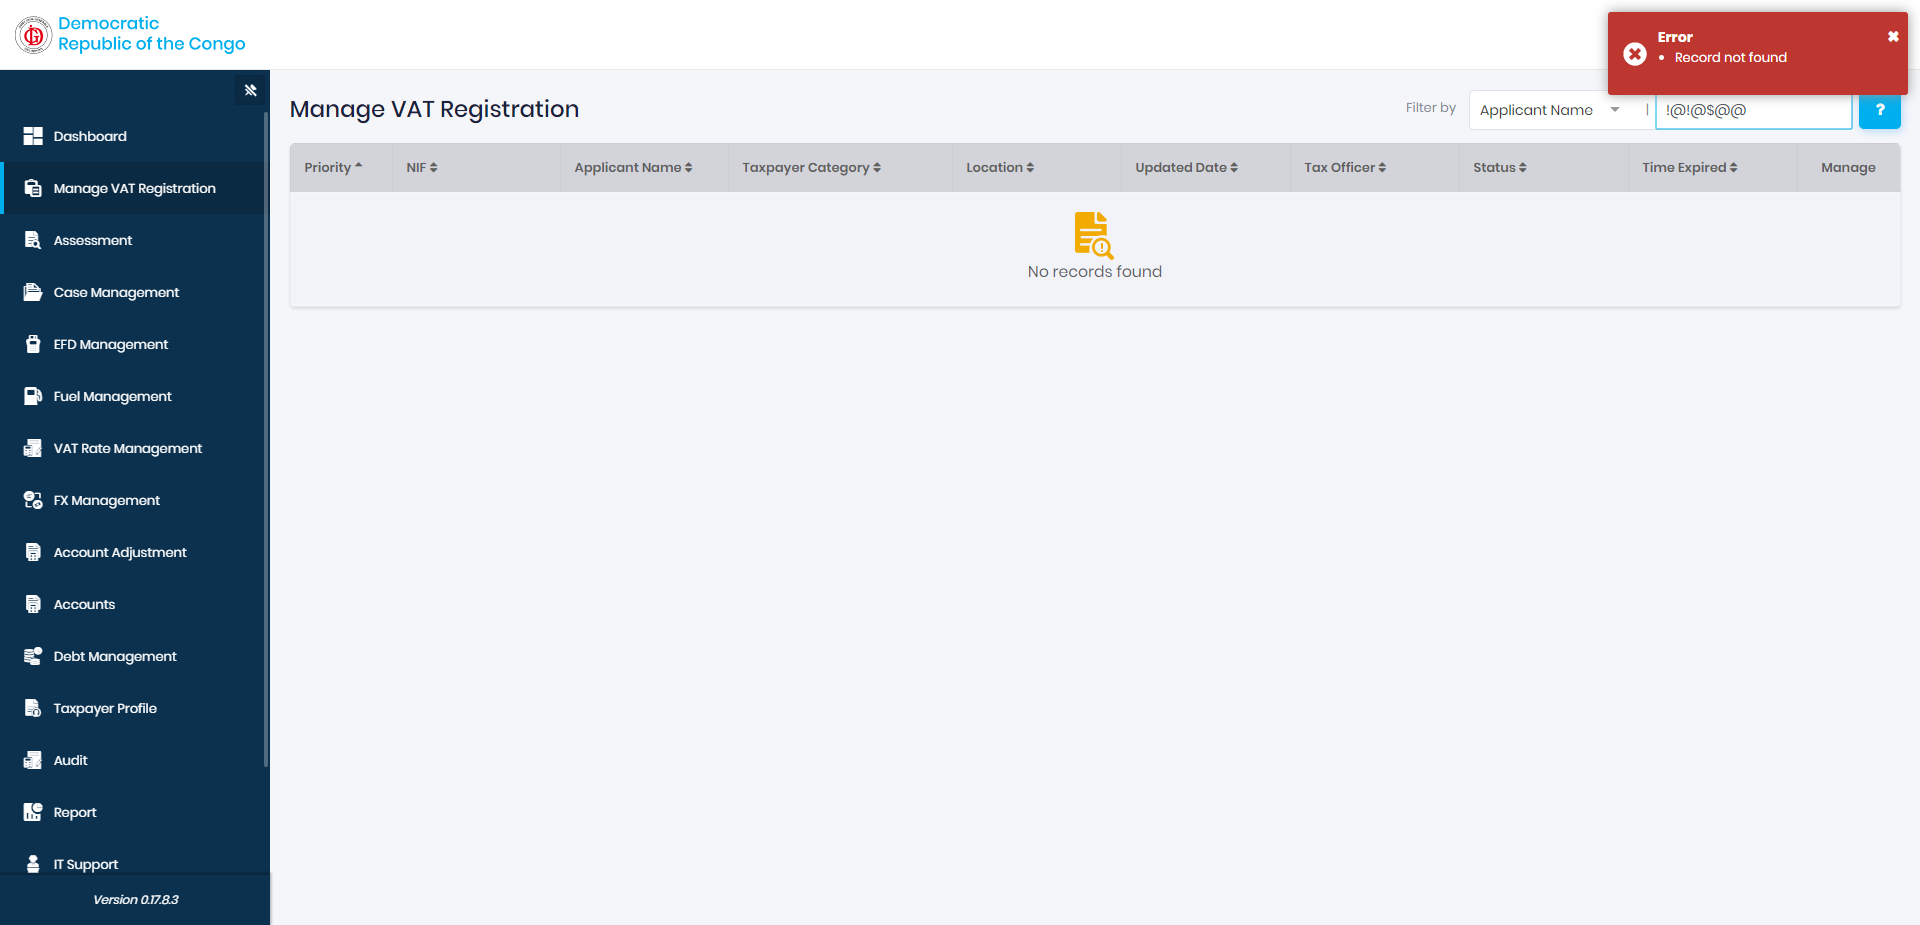 Democratic
Republic of the Congo
Error
Record not found
Manage VAT Registration
Filter by
Applicant Name
|
!@!@$@@
?
Priority
NIF
Applicant Name
Taxpayer Category
Location
Updated Date
Tax Officer
Status
Time Expired
Manage
No records found
Dashboard
Manage VAT Registration
Assessment
Case Management
EFD Management
Fuel Management
VAT Rate Management
FX Management
Account Adjustment
Accounts
Debt Management
Taxpayer Profile
Audit
Report
IT Support
Version 0.17.8.3